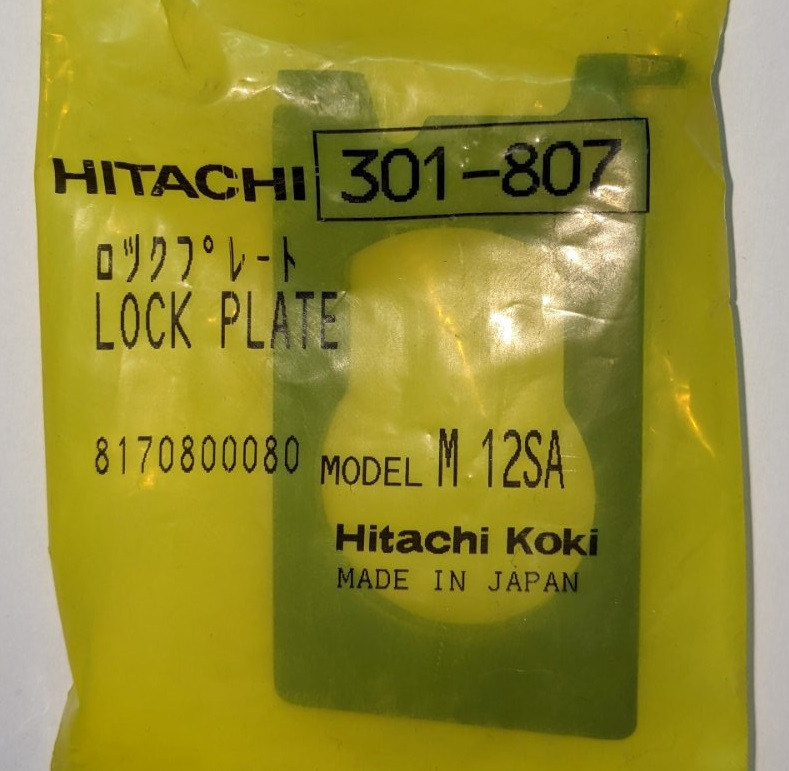 HITACHI 301-807
ロックプレート
LOCK PLATE
8170800080 MODEL M 12SA
Hitachi Koki
MADE IN JAPAN